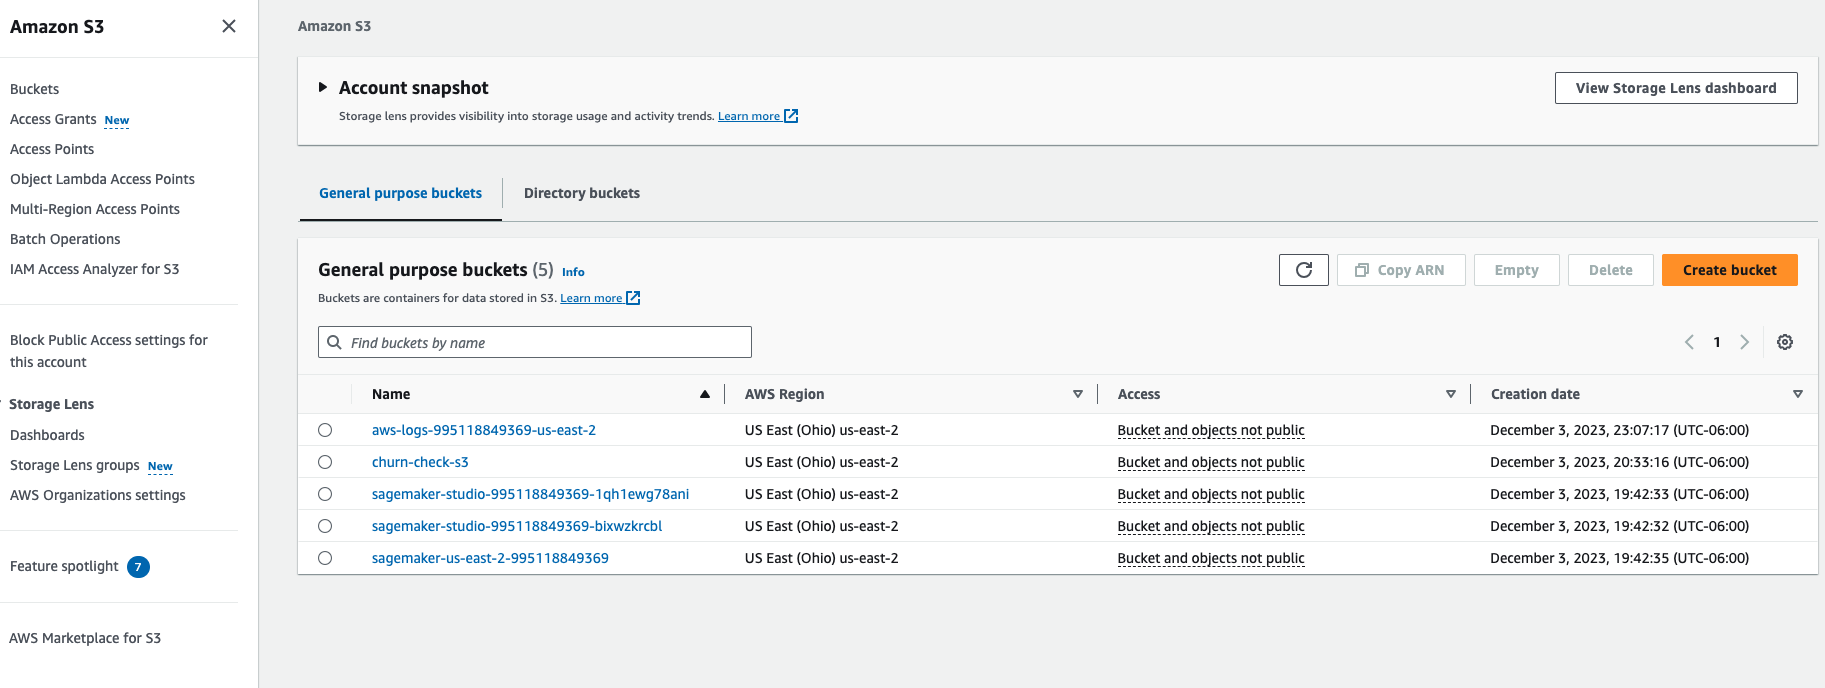 Amazon S3
Buckets
Access Grants New
Access Points
Object Lambda Access Points
Multi-Region Access Points
Batch Operations
IAM Access Analyzer for S3
Block Public Access settings for
this account
Storage Lens
Dashboards
Storage Lens groups New
AWS Organizations settings
Feature spotlight 7
AWS Marketplace for S3
Amazon S3
Account snapshot
View Storage Lens dashboard
Storage lens provides visibility into storage usage and activity trends. Learn more
General purpose buckets Directory buckets
General purpose buckets (5) Info
Copy ARN Empty Delete Create bucket
Buckets are containers for data stored in S3. Learn more
Find buckets by name
1
Name AWS Region Access Creation date
aws-logs-995118849369-us-east-2 US East (Ohio) us-east-2 Bucket and objects not public December 3, 2023, 23:07:17 (UTC-06:00)
churn-check-s3 US East (Ohio) us-east-2 Bucket and objects not public December 3, 2023, 20:33:16 (UTC-06:00)
sagemaker-studio-995118849369-1qh1ewg78ani US East (Ohio) us-east-2 Bucket and objects not public December 3, 2023, 19:42:33 (UTC-06:00)
sagemaker-studio-995118849369-bixwzkrcbl US East (Ohio) us-east-2 Bucket and objects not public December 3, 2023, 19:42:32 (UTC-06:00)
sagemaker-us-east-2-995118849369 US East (Ohio) us-east-2 Bucket and objects not public December 3, 2023, 19:42:35 (UTC-06:00)